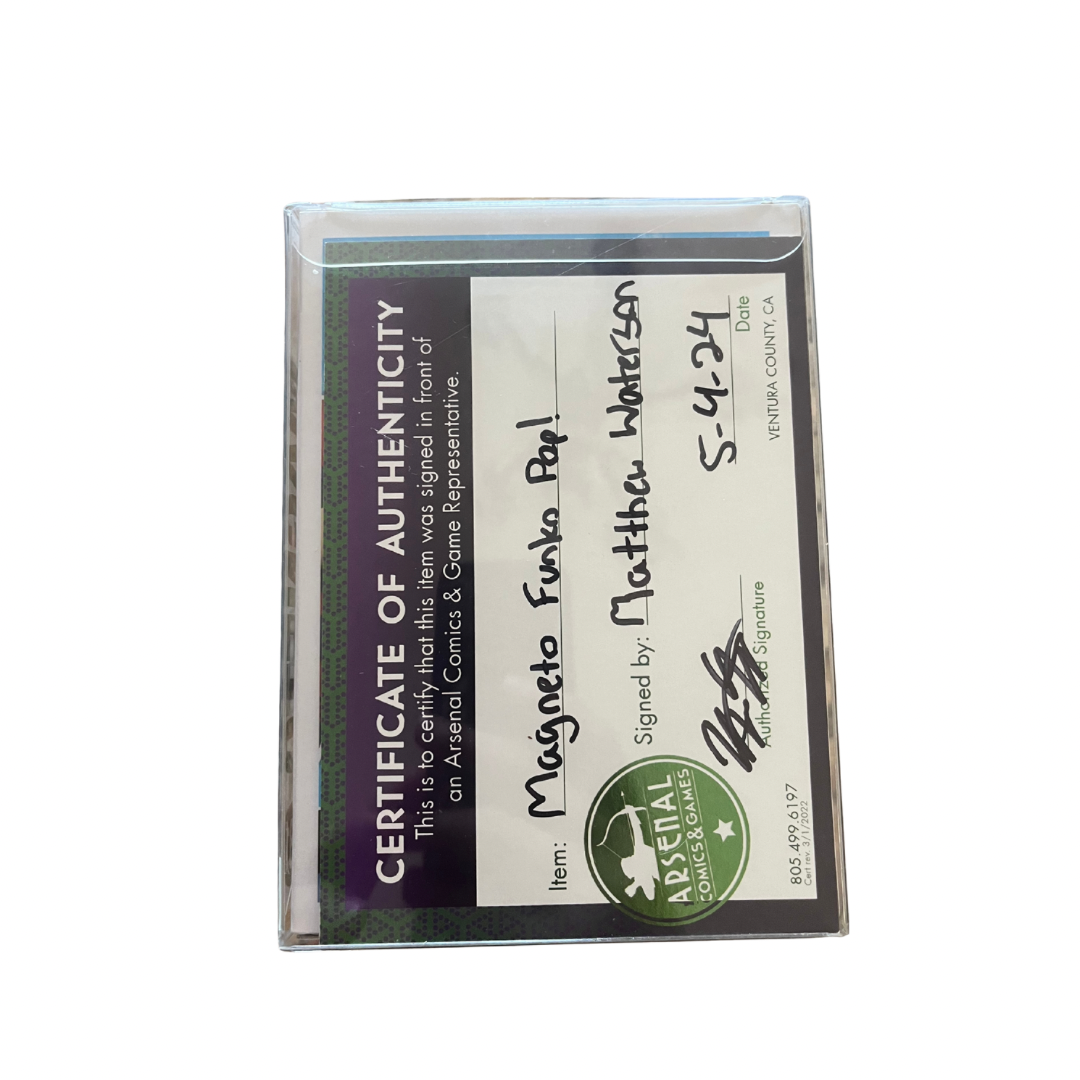 CERTIFICATE OF AUTHENTICITY
This is to certify that this item was signed in front of
an Arsenal Comics & Game Representative.
Item: Magneto Funko Pop!
Signed by: Matthew Waterson
5-4-24
Authorized Signature
Date
ARSENAL
COMICS & GAMES
805.499.6197
VENTURA COUNTY, CA
Cert rev. 3/1/2022